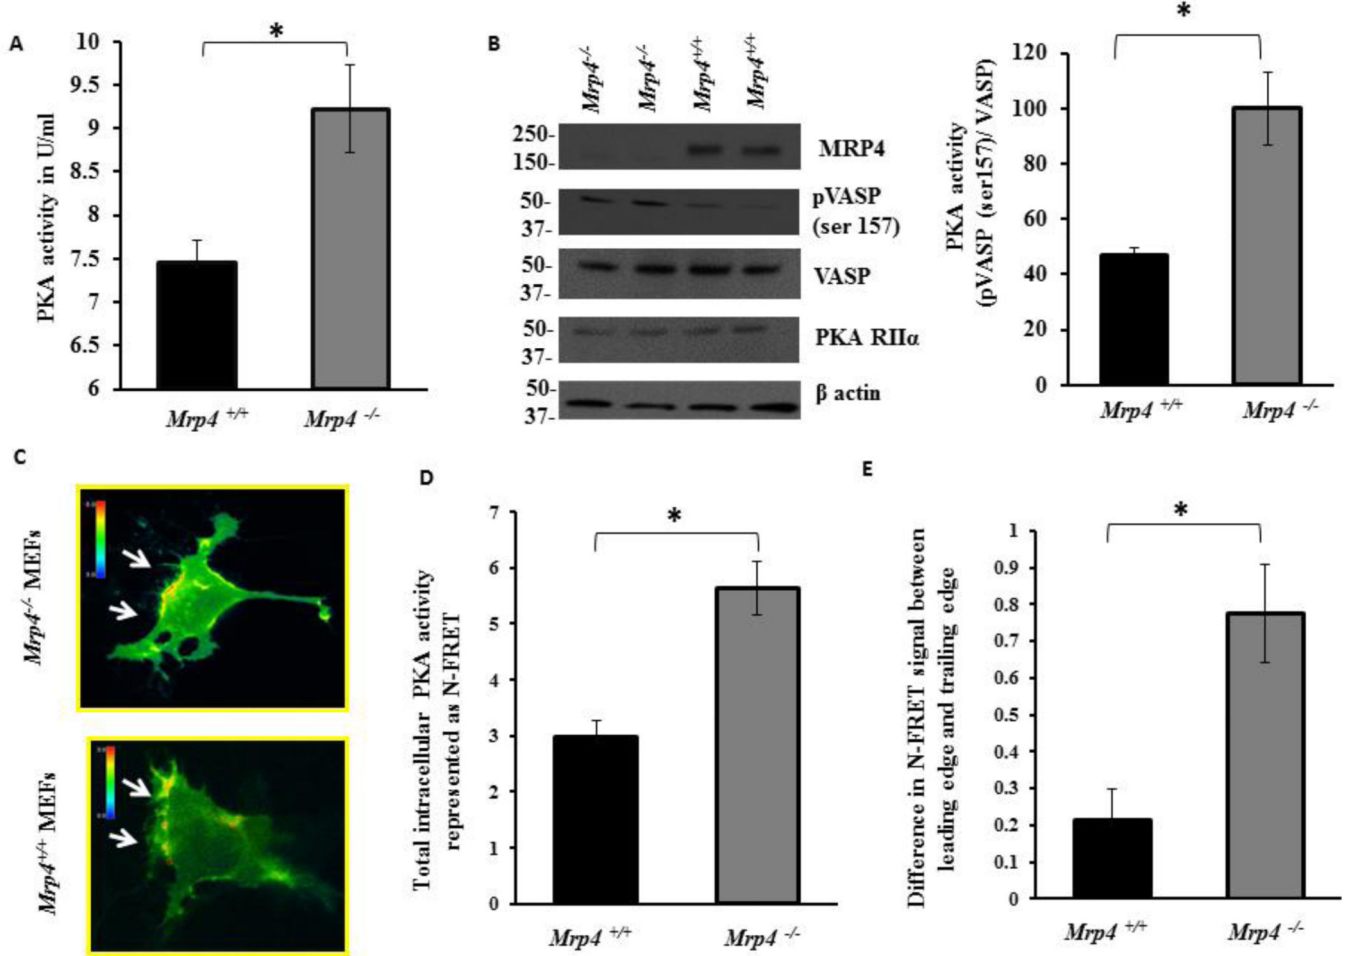 A
PKA activity in U/ml
10
9.5
9
8.5
8
7.5
7
6.5
6
*
Mrp4 +/+
Mrp4 -/-
B
Mrp4-/-
Mrp4-/-
Mrp4+/+
Mrp4+/+
250-
150-
MRP4
50-
37-
pVASP
(ser 157)
50-
37-
VASP
50-
37-
PKA RIIα
50-
37-
β actin
PKA activity
(pVASP (ser157)/ VASP)
120
100
80
60
40
20
0
*
Mrp4 +/+
Mrp4 -/-
C
Mrp4-/- MEFs
Mrp4+/+ MEFs
D
Total intracellular PKA activity
represented as N-FRET
7
6
5
4
3
2
1
0
*
Mrp4 +/+
Mrp4 -/-
E
Difference in N-FRET signal between
leading edge and trailing edge
1
0.9
0.8
0.7
0.6
0.5
0.4
0.3
0.2
0.1
0
*
Mrp4 +/+
Mrp4 -/-